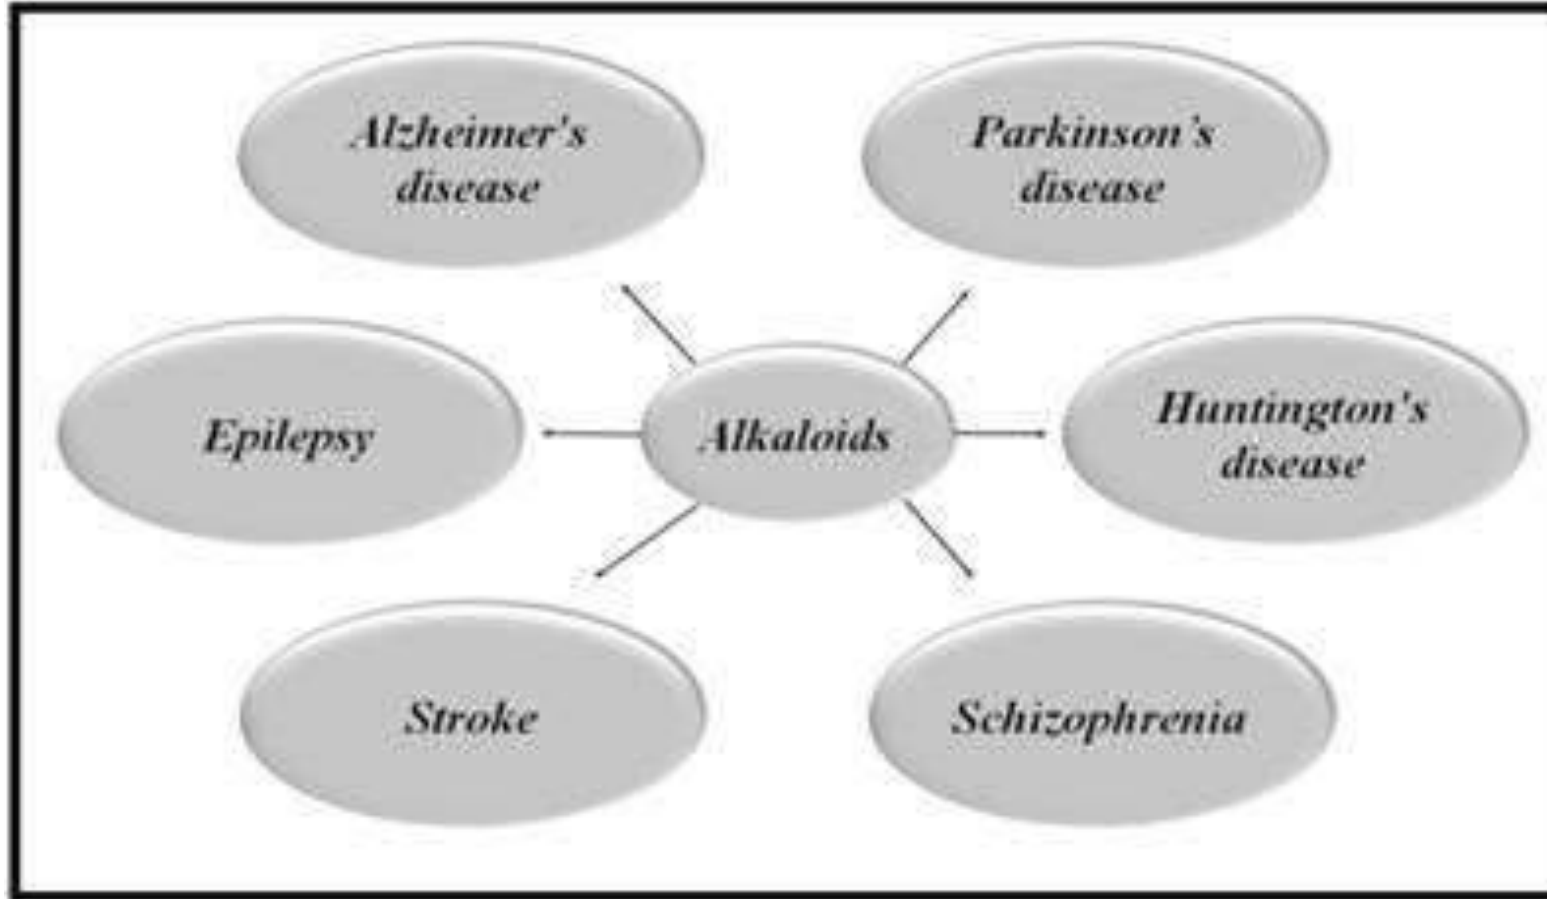 Alzheimer's
disease
Parkinson’s
disease
Epilepsy
Alkaloids
Huntington's
disease
Stroke
Schizophrenia